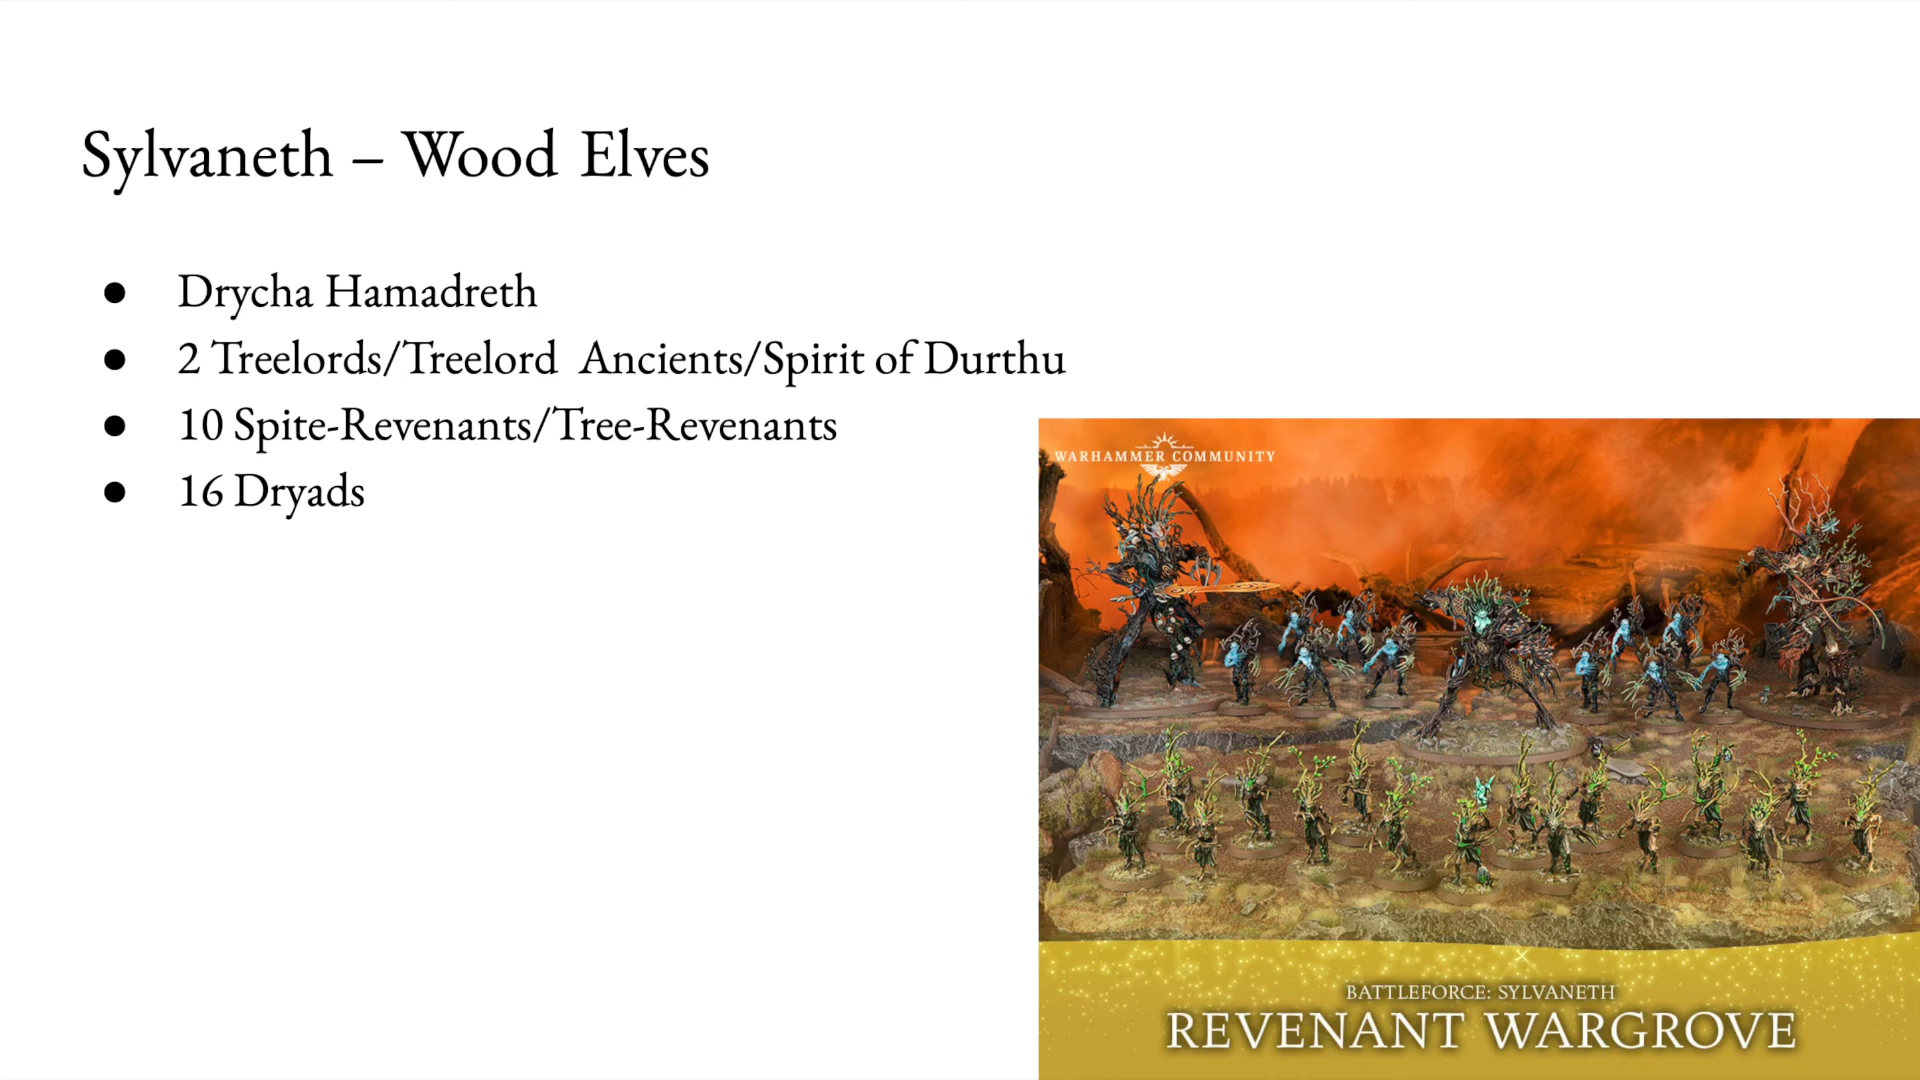 Sylvaneth – Wood Elves
● Drycha Hamadreth
● 2 Treelords/Treelord Ancients/Spirit of Durthu
● 10 Spite-Revenants/Tree-Revenants
● 16 Dryads
WARHAMMER COMMUNITY
BATTLEFORCE: SYLVANETH
REVENANT WARGROVE